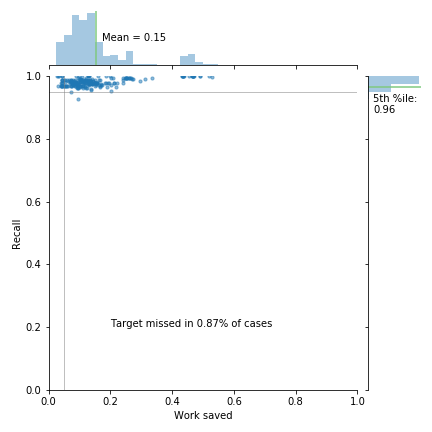 Mean = 0.15
1.0
0.8
0.6
0.4
0.2
0.0
Recall
5th %ile:
0.96
Target missed in 0.87% of cases
0.0 0.2 0.4 0.6 0.8 1.0
Work saved